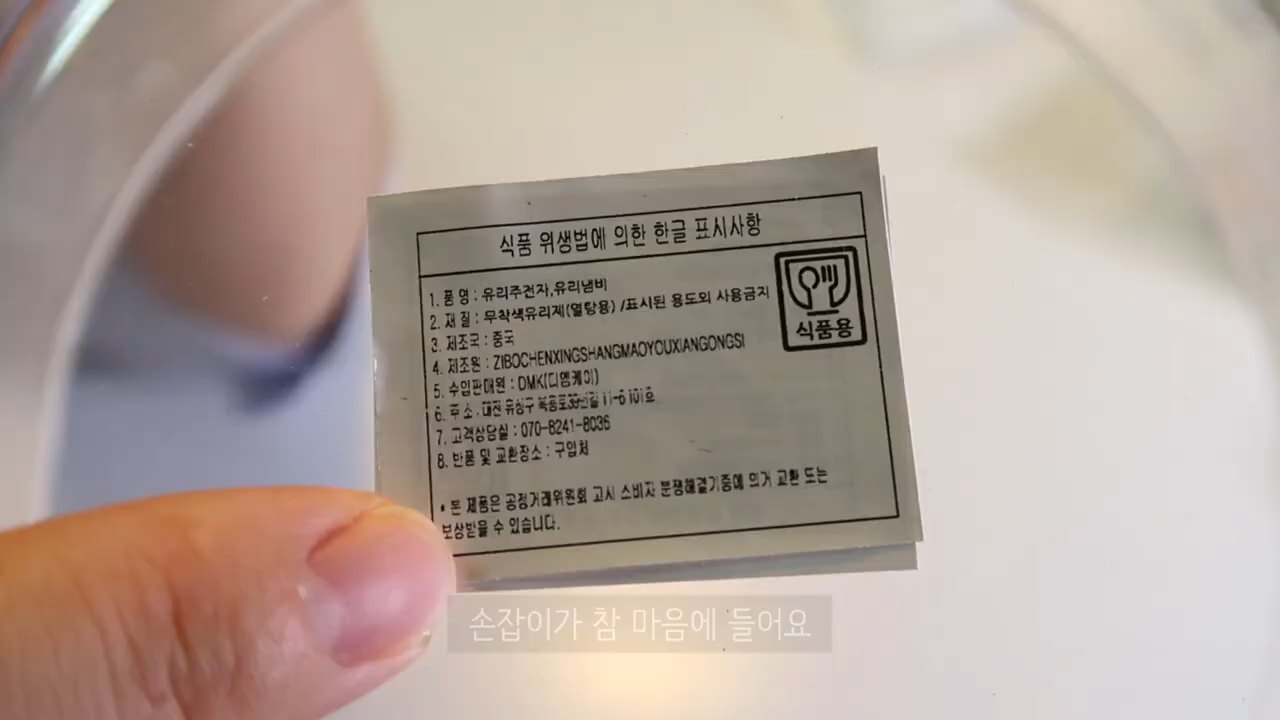 식품 위생법에 의한 한글 표시사항
1. 품 명 : 유리주전자,유리냄비
2. 재 질 : 무착색유리제(열탕용) /표시된 용도외 사용금지
3. 제조국 : 중국
4. 제조원 : ZIBOCHENXINGSHANGMAOYOUXIANGONGSI
5. 수입판매원 : DMK(디엠케이)
6. 주 소 : 대전 유성구 11-6 101호
7. 고객상담실 : 070-8241-8036
8. 반품 및 교환장소 : 구입처
식품용
* 본 제품은 공정거래위원회 고시 소비자 분쟁해결기준에 의거 교환 또는
보상받을 수 있습니다.
손잡이가 참 마음에 들어요